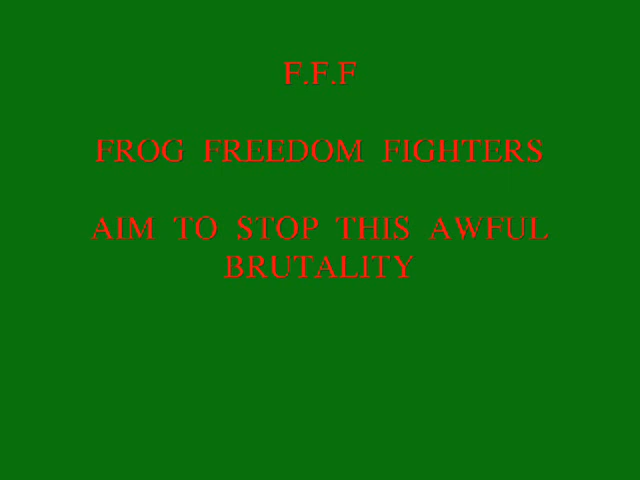 F.F.F
FROG FREEDOM FIGHTERS
AIM TO STOP THIS AWFUL
BRUTALITY